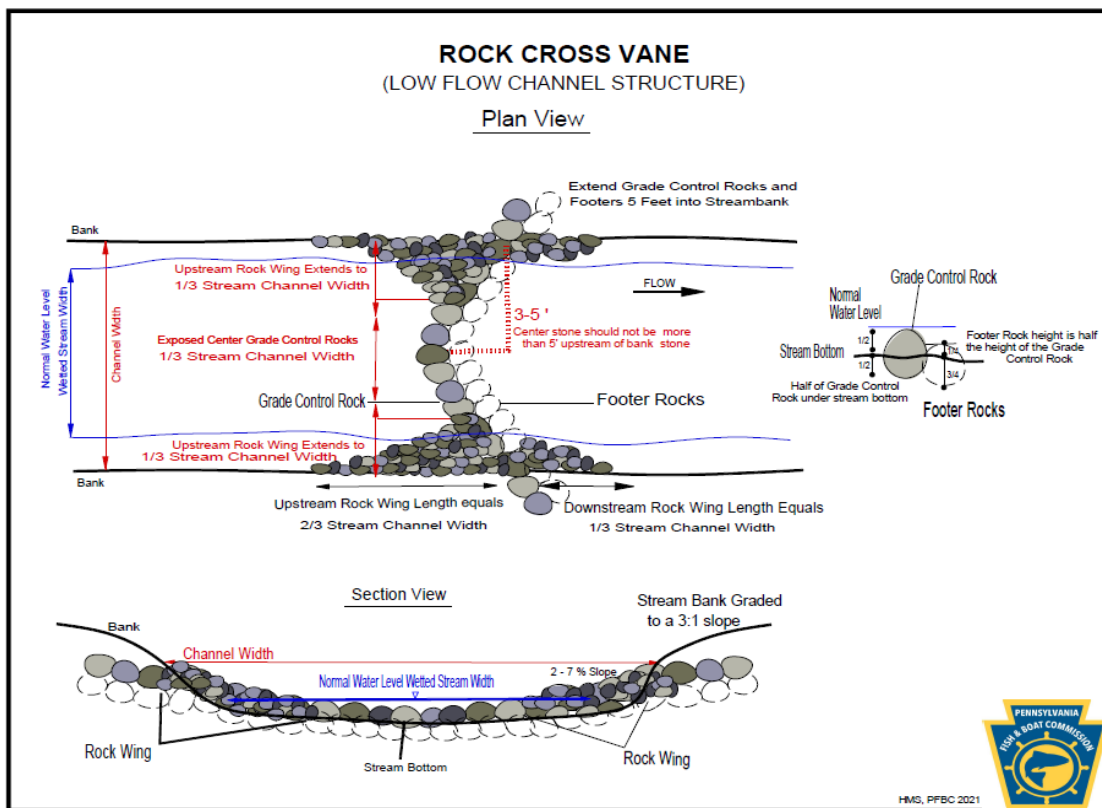 ROCK CROSS VANE
(LOW FLOW CHANNEL STRUCTURE)
Plan View
Extend Grade Control Rocks and
Footers 5 Feet into Streambank
Bank
Upstream Rock Wing Extends to
1/3 Stream Channel Width
FLOW
Grade Control Rock
Normal
Water Level
3-5 '
Center stone should not be more
than 5' upstream of bank stone
Exposed Center Grade Control Rocks
1/3 Stream Channel Width
Normal Water Level
Wetted Stream Width
Channel Width
1/2
Stream Bottom
1/2
1/4
3/4
Footer Rock height is half
the height of the Grade
Control Rock
Half of Grade Control
Rock under stream bottom
Footer Rocks
Grade Control Rock
Footer Rocks
Upstream Rock Wing Extends to
1/3 Stream Channel Width
Bank
Upstream Rock Wing Length equals
2/3 Stream Channel Width
Downstream Rock Wing Length Equals
1/3 Stream Channel Width
Section View
Stream Bank Graded
to a 3:1 slope
Bank
Channel Width
2 - 7 % Slope
Normal Water Level Wetted Stream Width
Rock Wing
Stream Bottom
Rock Wing
PENNSYLVANIA
FISH & BOAT COMMISSION
HMS, PFBC 2021